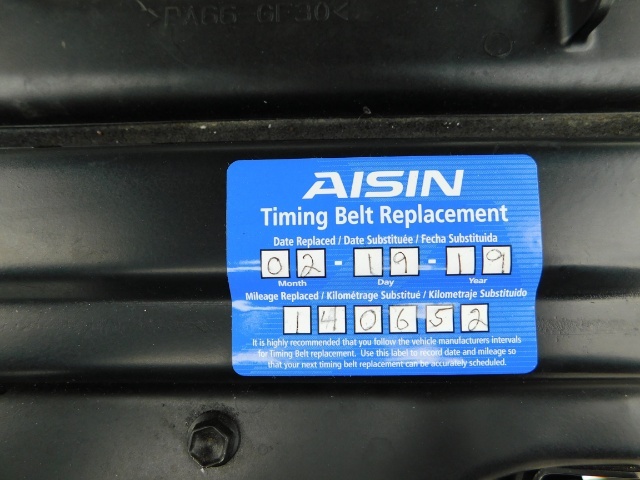 >PA66-GF30<
AISIN
Timing Belt Replacement
Date Replaced / Date Substituée / Fecha Substituida
02-19-19
Month Day Year
Mileage Replaced / Kilométrage Substitué / Kilometraje Substituido
140652
It is highly recommended that you follow the vehicle manufacturers intervals
for Timing Belt replacement. Use this label to record date and mileage so
that your next timing belt replacement can be accurately scheduled.